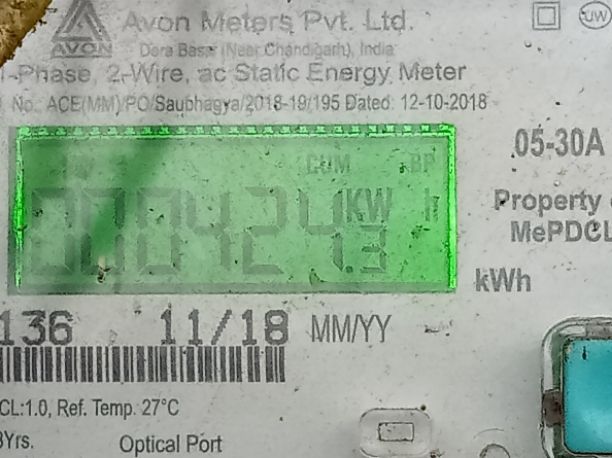 Avon Meters Pvt. Ltd.
AVON
Dera Bassi (Near Chandigarh), India
1-Phase, 2-Wire, ac Static Energy Meter
No.: ACE(MM)/PO/Saubhagya/2018-19/195 Dated: 12-10-2018
UW
05-30A
CUM
000424.3
KW h
Property
MePDCL
kWh
136 11/18 MM/YY
CL:1.0, Ref. Temp. 27°C
Yrs.
Optical Port